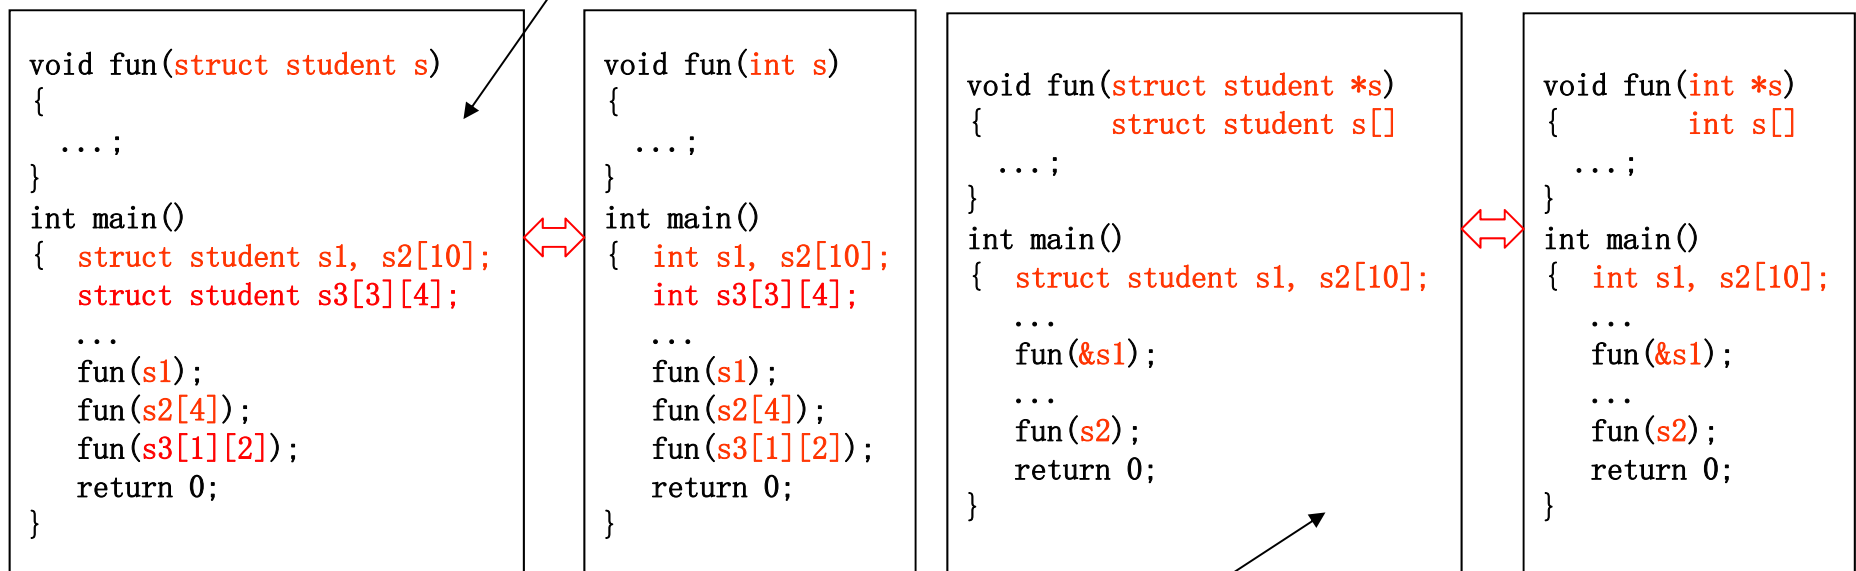 void fun(struct student s)
{
...;
}
int main()
{ struct student s1, s2[10];
struct student s3[3][4];
...
fun(s1);
fun(s2[4]);
fun(s3[1][2]);
return 0;
}
void fun(int s)
{
...;
}
int main()
{ int s1, s2[10];
int s3[3][4];
...
fun(s1);
fun(s2[4]);
fun(s3[1][2]);
return 0;
}
void fun(struct student *s)
{ struct student s[]
...;
}
int main()
{ struct student s1, s2[10];
...
fun(&s1);
...
fun(s2);
return 0;
}
void fun(int *s)
{ int s[]
...;
}
int main()
{ int s1, s2[10];
...
fun(&s1);
...
fun(s2);
return 0;
}